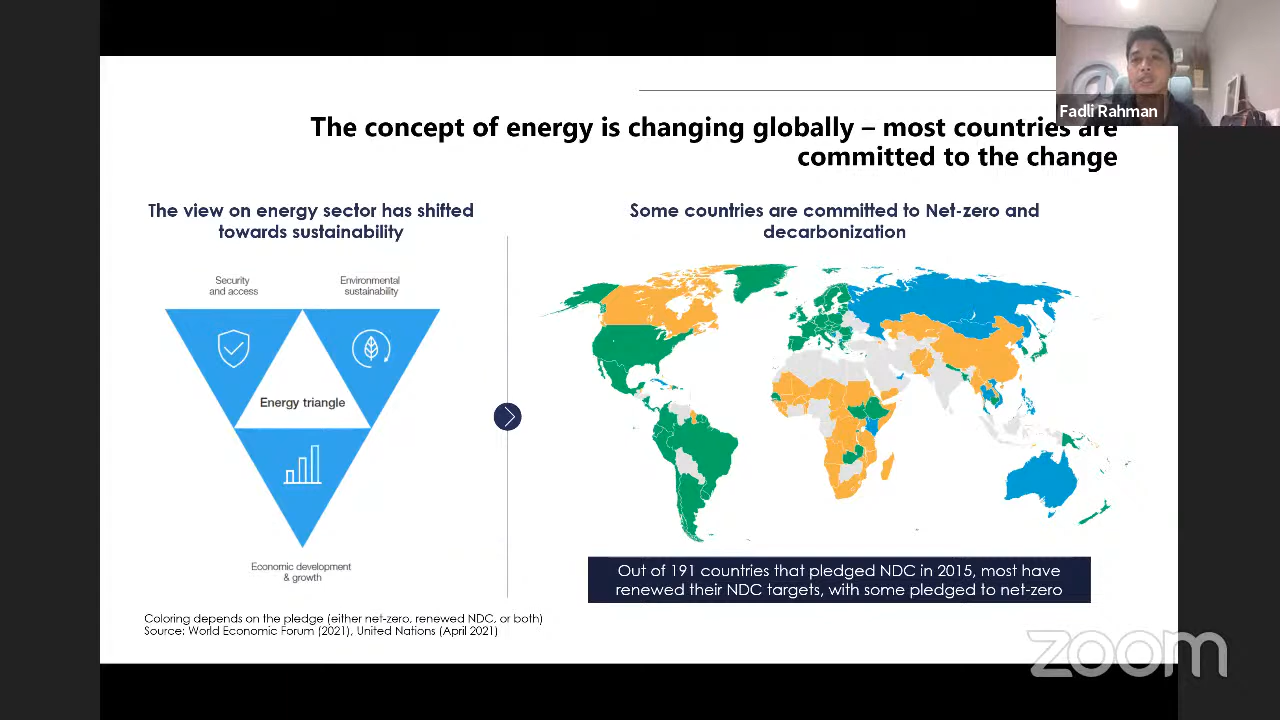 Fadli Rahman
The concept of energy is changing globally – most countries are
committed to the change
The view on energy sector has shifted
towards sustainability
Security
and access
Environmental
sustainability
Energy triangle
Economic development
& growth
Some countries are committed to Net-zero and
decarbonization
Out of 191 countries that pledged NDC in 2015, most have
renewed their NDC targets, with some pledged to net-zero
Coloring depends on the pledge (either net-zero, renewed NDC, or both)
Source: World Economic Forum (2021), United Nations (April 2021)
zoom